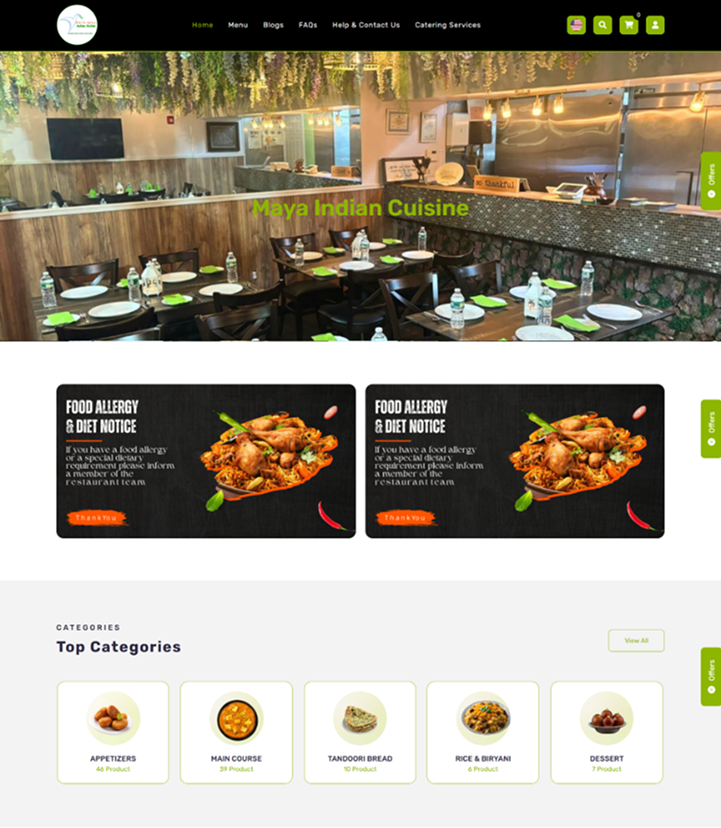 Home Menu Blogs FAQs Help & Contact Us Catering Services
0
Offers
Maya Indian Cuisine
so thankful
FOOD ALLERGY
& DIET NOTICE
If you have a food allergy
or a special dietary
requirement please inform
a member of the
restaurant team
ThankYou
FOOD ALLERGY
& DIET NOTICE
If you have a food allergy
or a special dietary
requirement please inform
a member of the
restaurant team
ThankYou
Offers
CATEGORIES
Top Categories
View All
Offers
APPETIZERS
46 Product
MAIN COURSE
39 Product
TANDOORI BREAD
10 Product
RICE & BIRYANI
6 Product
DESSERT
7 Product